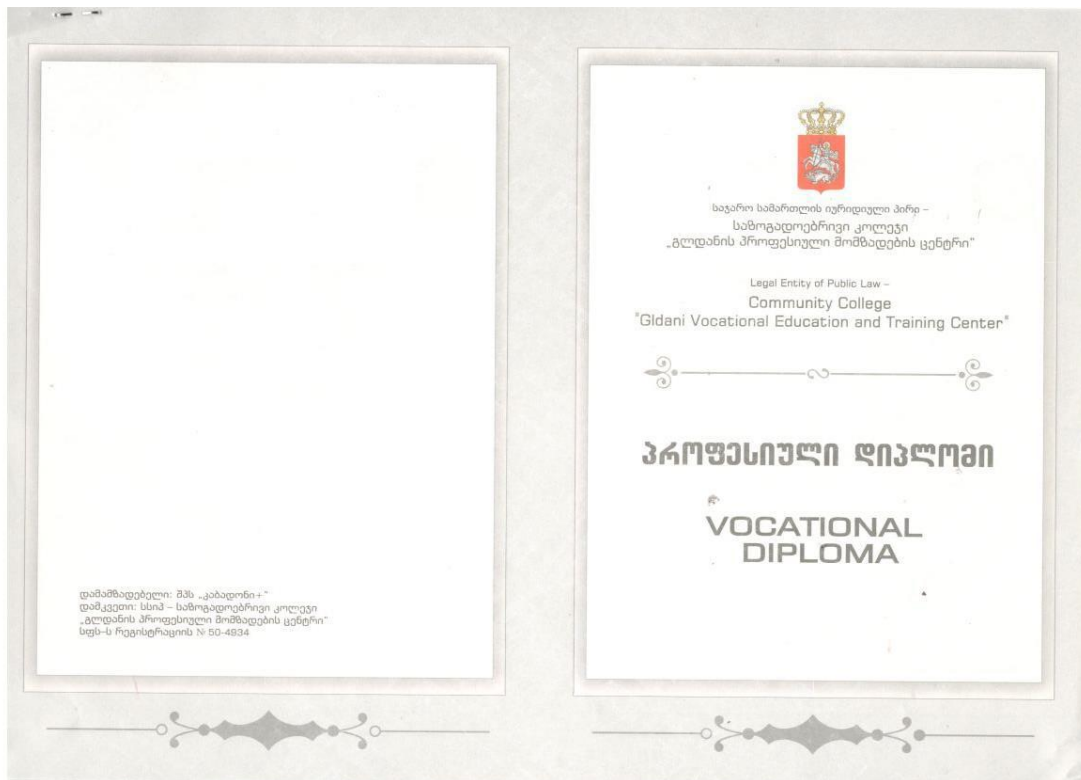 დამამზადებელი: შპს „კაბადონი+"
დამკვეთი: სსიპ – საზოგადოებრივი კოლეჯი
„გლდანის პროფესიული მომზადების ცენტრი"
სფს-ს რეგისტრაციის № 50-4934
საჯარო სამართლის იურიდიული პირი –
საზოგადოებრივი კოლეჯი
„გლდანის პროფესიული მომზადების ცენტრი"
Legal Entity of Public Law –
Community College
"Gldani Vocational Education and Training Center"
პროფესიული დიპლომი
VOCATIONAL
DIPLOMA